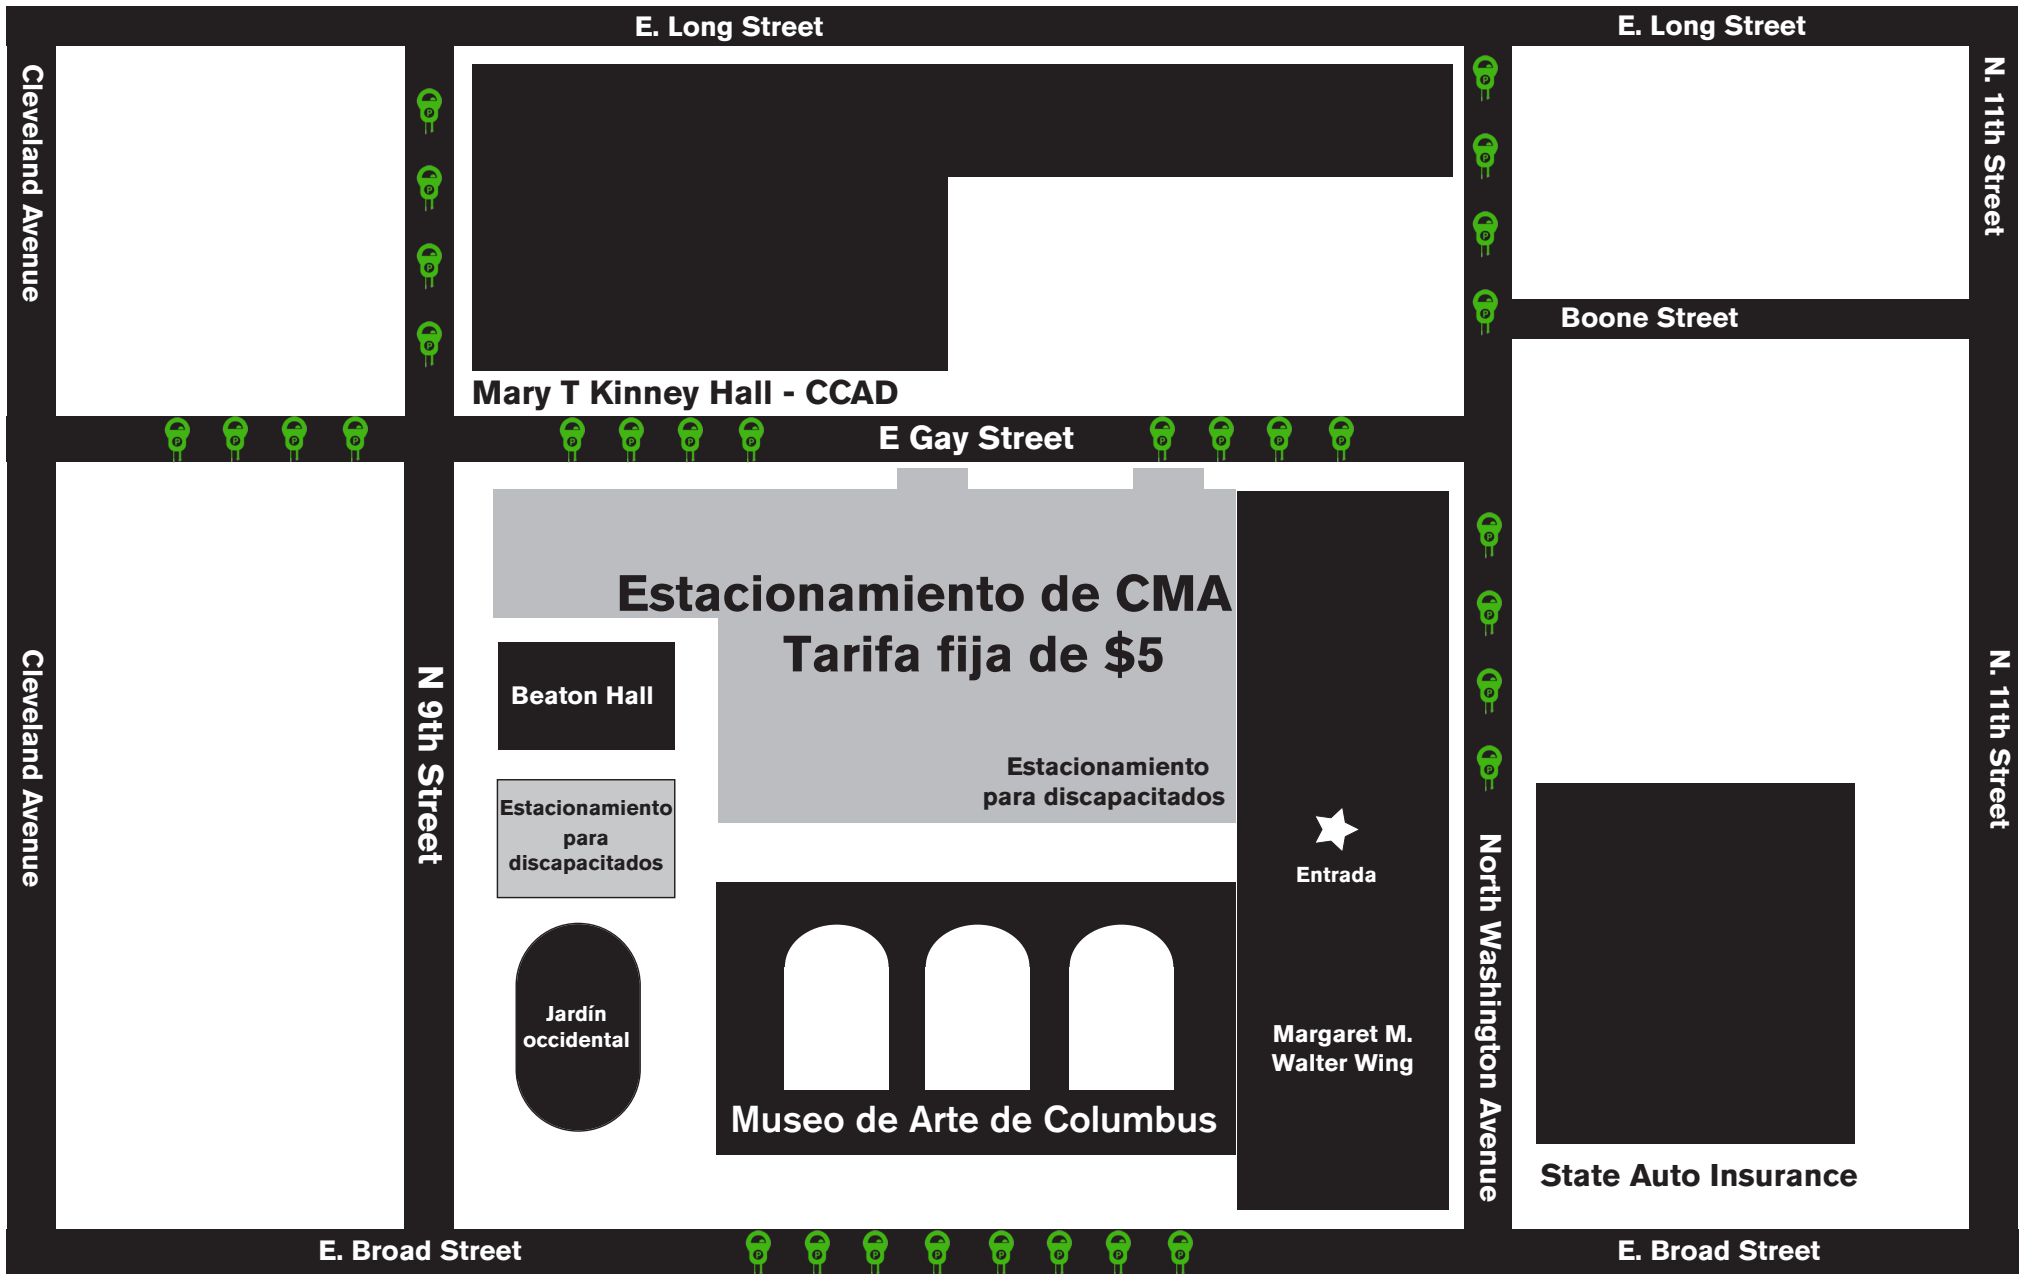 E. Long Street
E. Long Street
Cleveland Avenue
N. 11th Street
Boone Street
Mary T Kinney Hall - CCAD
E Gay Street
Estacionamiento de CMA
Tarifa fija de $5
Beaton Hall
Cleveland Avenue
N 9th Street
N. 11th Street
Estacionamiento
para discapacitados
Estacionamiento
para
discapacitados
Entrada
North Washington Avenue
Jardín
occidental
Margaret M.
Walter Wing
Museo de Arte de Columbus
State Auto Insurance
E. Broad Street
E. Broad Street